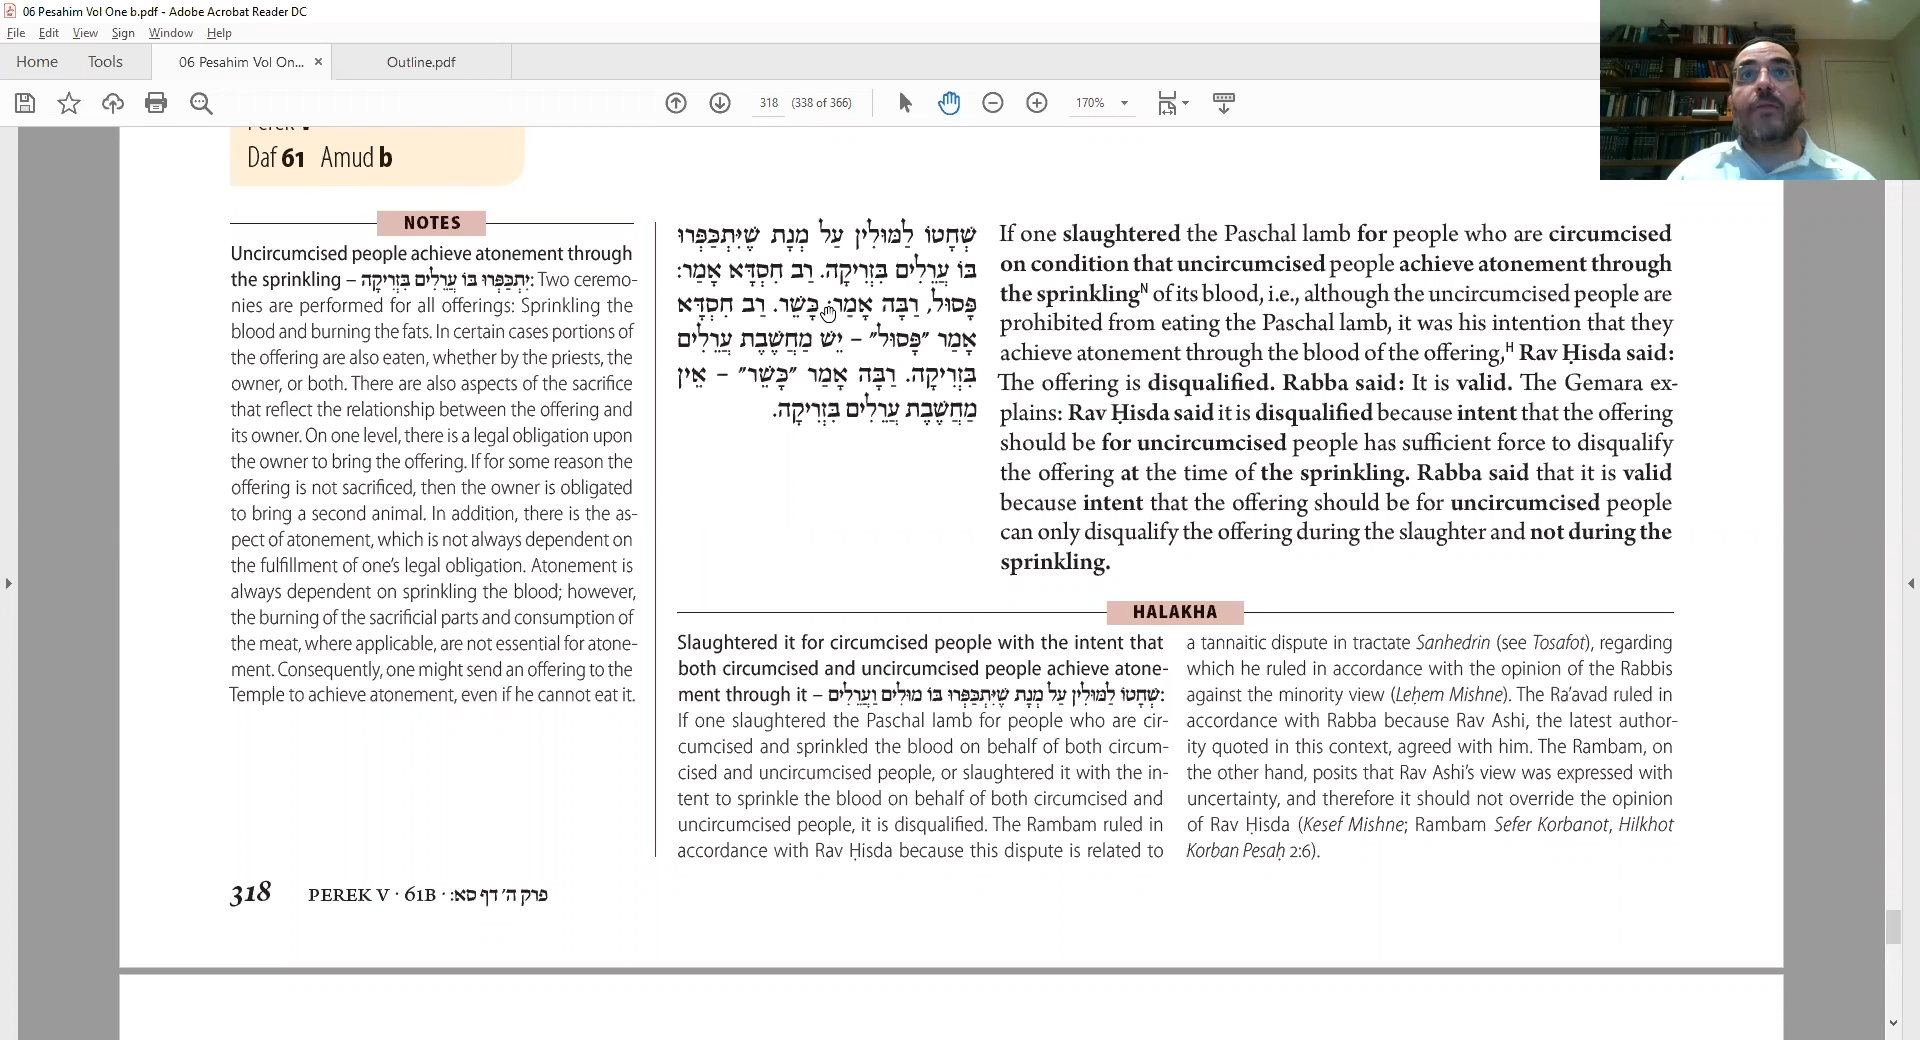 06 Pesahim Vol One b.pdf - Adobe Acrobat Reader DC
File Edit View Sign Window Help
Home Tools 06 Pesahim Vol On... × Outline.pdf
318 (338 of 366) 170%
Perek V
Daf 61 Amud b
NOTES
Uncircumcised people achieve atonement through
the sprinkling – יִתְכַּפְּרוּ בּוֹ עֲרֵלִים בִּזְרִיקָה: Two ceremo-
nies are performed for all offerings: Sprinkling the
blood and burning the fats. In certain cases portions of
the offering are also eaten, whether by the priests, the
owner, or both. There are also aspects of the sacrifice
that reflect the relationship between the offering and
its owner. On one level, there is a legal obligation upon
the owner to bring the offering. If for some reason the
offering is not sacrificed, then the owner is obligated
to bring a second animal. In addition, there is the as-
pect of atonement, which is not always dependent on
the fulfillment of one's legal obligation. Atonement is
always dependent on sprinkling the blood; however,
the burning of the sacrificial parts and consumption of
the meat, where applicable, are not essential for atone-
ment. Consequently, one might send an offering to the
Temple to achieve atonement, even if he cannot eat it.
שְׁחָטוֹ לַמּוּלִין עַל מְנָת שֶׁיִּתְכַּפְּרוּ
בּוֹ עֲרֵלִים בִּזְרִיקָה. רַב חִסְדָּא אָמַר:
פָּסוּל, רַבָּה אָמַר: כָּשֵׁר. רַב חִסְדָּא
אָמַר ״פָּסוּל״ – יֵשׁ מַחֲשֶׁבֶת עֲרֵלִים
בִּזְרִיקָה. רַבָּה אָמַר ״כָּשֵׁר״ – אֵין
מַחֲשֶׁבֶת עֲרֵלִים בִּזְרִיקָה.
If one slaughtered the Paschal lamb for people who are circumcised
on condition that uncircumcised people achieve atonement through
the sprinklingᴺ of its blood, i.e., although the uncircumcised people are
prohibited from eating the Paschal lamb, it was his intention that they
achieve atonement through the blood of the offering,ᴴ Rav Ḥisda said:
The offering is disqualified. Rabba said: It is valid. The Gemara ex-
plains: Rav Ḥisda said it is disqualified because intent that the offering
should be for uncircumcised people has sufficient force to disqualify
the offering at the time of the sprinkling. Rabba said that it is valid
because intent that the offering should be for uncircumcised people
can only disqualify the offering during the slaughter and not during the
sprinkling.
HALAKHA
Slaughtered it for circumcised people with the intent that
both circumcised and uncircumcised people achieve atone-
ment through it – שְׁחָטוֹ לַמּוּלִין עַל מְנָת שֶׁיִּתְכַּפְּרוּ בּוֹ מוּלִים וַעֲרֵלִים:
If one slaughtered the Paschal lamb for people who are cir-
cumcised and sprinkled the blood on behalf of both circum-
cised and uncircumcised people, or slaughtered it with the in-
tent to sprinkle the blood on behalf of both circumcised and
uncircumcised people, it is disqualified. The Rambam ruled in
accordance with Rav Ḥisda because this dispute is related to
a tannaitic dispute in tractate Sanhedrin (see Tosafot), regarding
which he ruled in accordance with the opinion of the Rabbis
against the minority view (Leḥem Mishne). The Ra'avad ruled in
accordance with Rabba because Rav Ashi, the latest author-
ity quoted in this context, agreed with him. The Rambam, on
the other hand, posits that Rav Ashi's view was expressed with
uncertainty, and therefore it should not override the opinion
of Rav Ḥisda (Kesef Mishne; Rambam Sefer Korbanot, Hilkhot
Korban Pesaḥ 2:6).
318 PEREK V · 61B · פרק ה׳ דף סא: